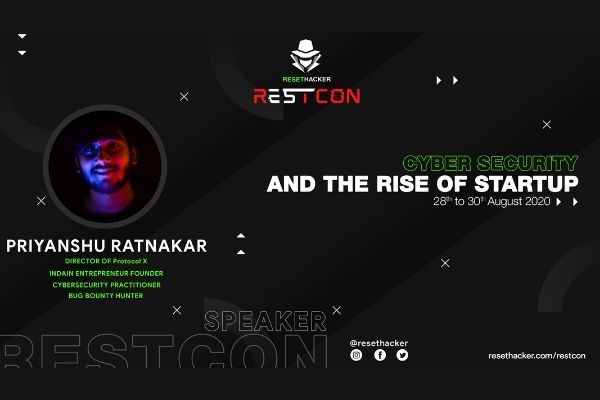 RESETHACKER
RESTCON
CYBER SECURITY
AND THE RISE OF STARTUP
28th to 30th August 2020
PRIYANSHU RATNAKAR
DIRECTOR OF Protocol X
INDAIN ENTREPRENEUR FOUNDER
CYBERSECURITY PRACTITIONER
BUG BOUNTY HUNTER
SPEAKER
RESTCON
@resethacker
resethacker.com/restcon